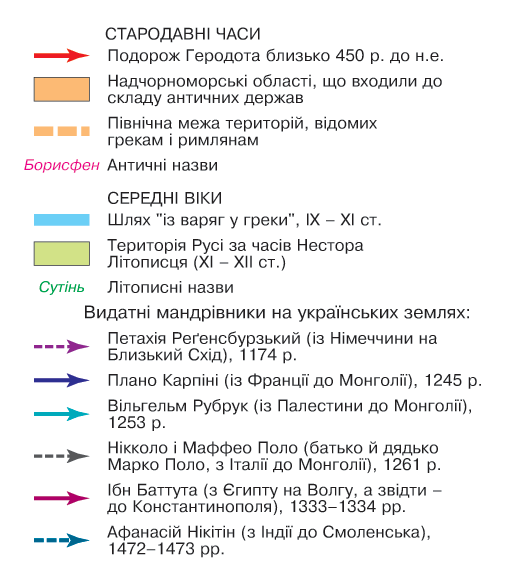 СТАРОДАВНІ ЧАСИ
Подорож Геродота близько 450 р. до н.е.
Надчорноморські області, що входили до
складу античних держав
Північна межа територій, відомих
грекам і римлянам
Борисфен Античні назви
СЕРЕДНІ ВІКИ
Шлях "із варяг у греки", IX – XI ст.
Територія Русі за часів Нестора
Літописця (XI – XII ст.)
Сутінь Літописні назви
Видатні мандрівники на українських землях:
Петахія Реґенсбурзький (із Німеччини на
Близький Схід), 1174 р.
Плано Карпіні (із Франції до Монголії), 1245 р.
Вільгельм Рубрук (із Палестини до Монголії),
1253 р.
Нікколо і Маффео Поло (батько й дядько
Марко Поло, з Італії до Монголії), 1261 р.
Ібн Баттута (з Єгипту на Волгу, а звідти –
до Константинополя), 1333–1334 рр.
Афанасій Нікітін (з Індії до Смоленська),
1472–1473 рр.